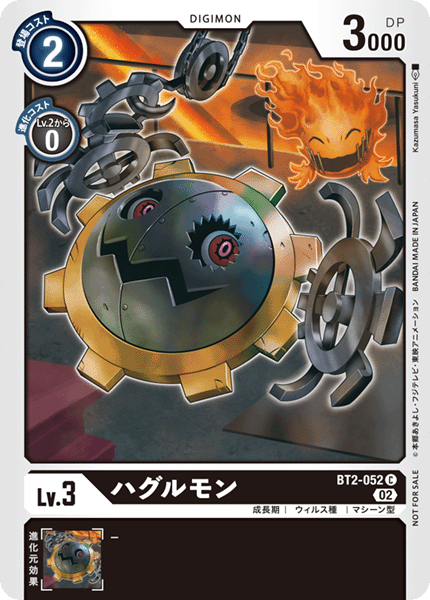 登場コスト
2
DIGIMON
DP
3000
進化コスト
Lv.2から
0
Kazumasa Yasukuni
©本郷あきよし・フジテレビ・東映アニメーション BANDAI MADE IN JAPAN
NOT FOR SALE
Lv.3
ハグルモン
BT2-052 C
02
成長期 | ウィルス種 | マシーン型
進化元効果
–